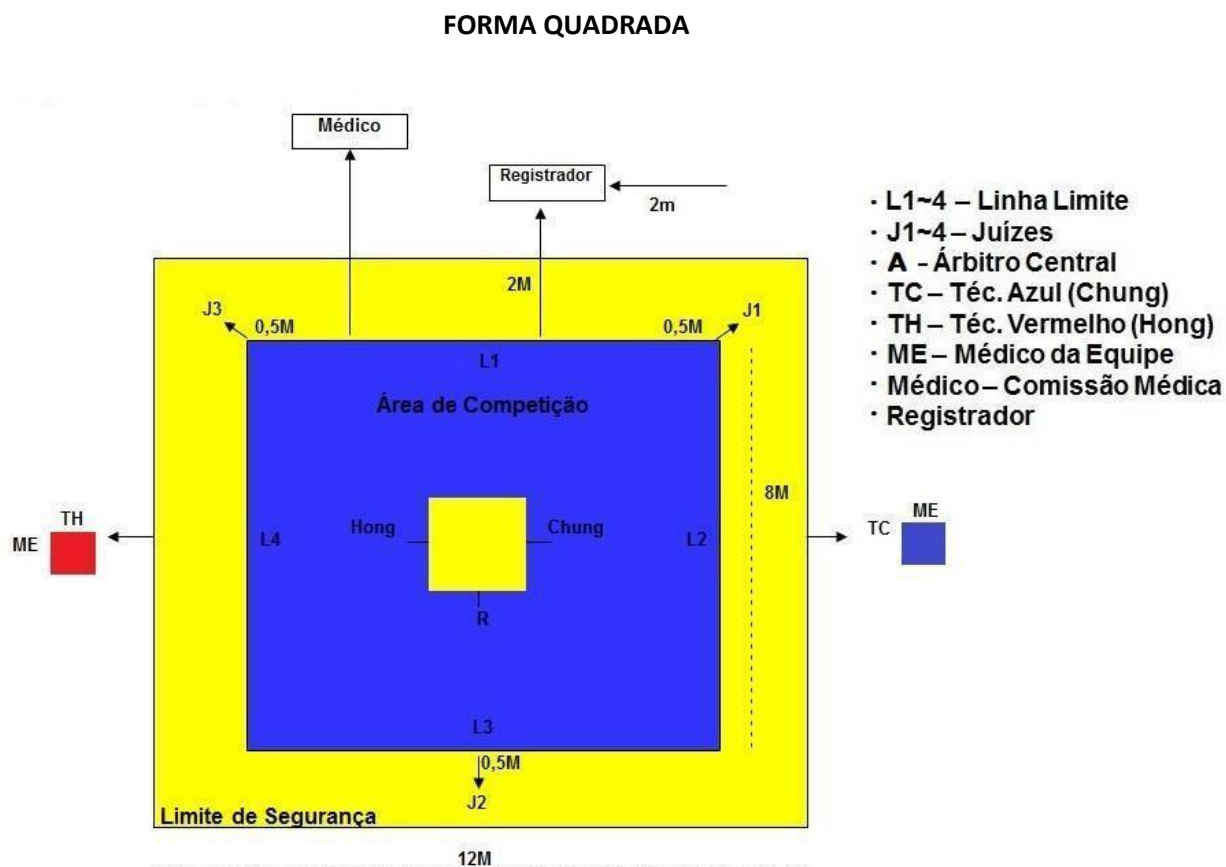 FORMA QUADRADA
Médico
Registrador
2m
2M
J3
0,5M
0,5M
J1
L1
Área de Competição
8M
Hong
Chung
L4
L2
R
TH
ME
TC
ME
L3
0,5M
J2
Limite de Segurança
12M
· L1~4 – Linha Limite
· J1~4 – Juízes
· A - Árbitro Central
· TC – Téc. Azul (Chung)
· TH – Téc. Vermelho (Hong)
· ME – Médico da Equipe
· Médico – Comissão Médica
· Registrador